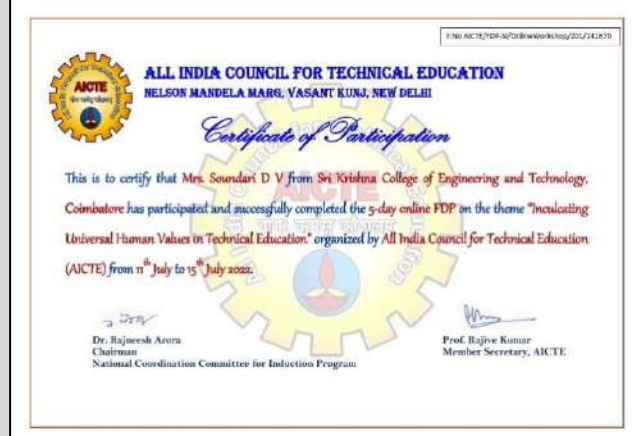 F.No AICTE/FDP-SI/OnlineWorkshop/201/141870
AICTE
ALL INDIA COUNCIL FOR TECHNICAL EDUCATION
NELSON MANDELA MARG, VASANT KUNJ, NEW DELHI
Certificate of Participation
This is to certify that Mrs. Soundari D V from Sri Krishna College of Engineering and Technology,
Coimbatore has participated and successfully completed the 5-day online FDP on the theme "Inculcating
Universal Human Values in Technical Education" organized by All India Council for Technical Education
(AICTE) from 11th July to 15th July 2022.
Dr. Rajneesh Arora
Chairman
National Coordination Committee for Induction Program
Prof. Rajive Kumar
Member Secretary, AICTE